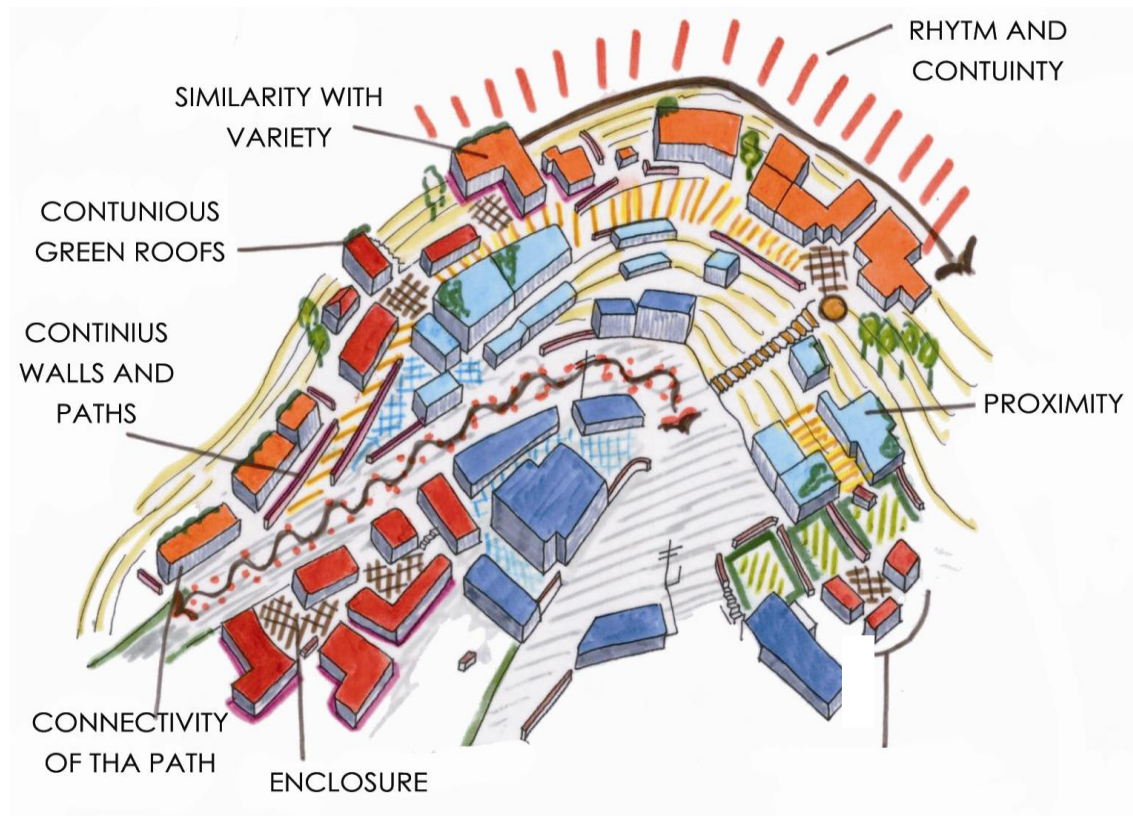 RHYTM AND
CONTUINTY
SIMILARITY WITH
VARIETY
CONTUNIOUS
GREEN ROOFS
CONTINIUS
WALLS AND
PATHS
PROXIMITY
CONNECTIVITY
OF THA PATH
ENCLOSURE